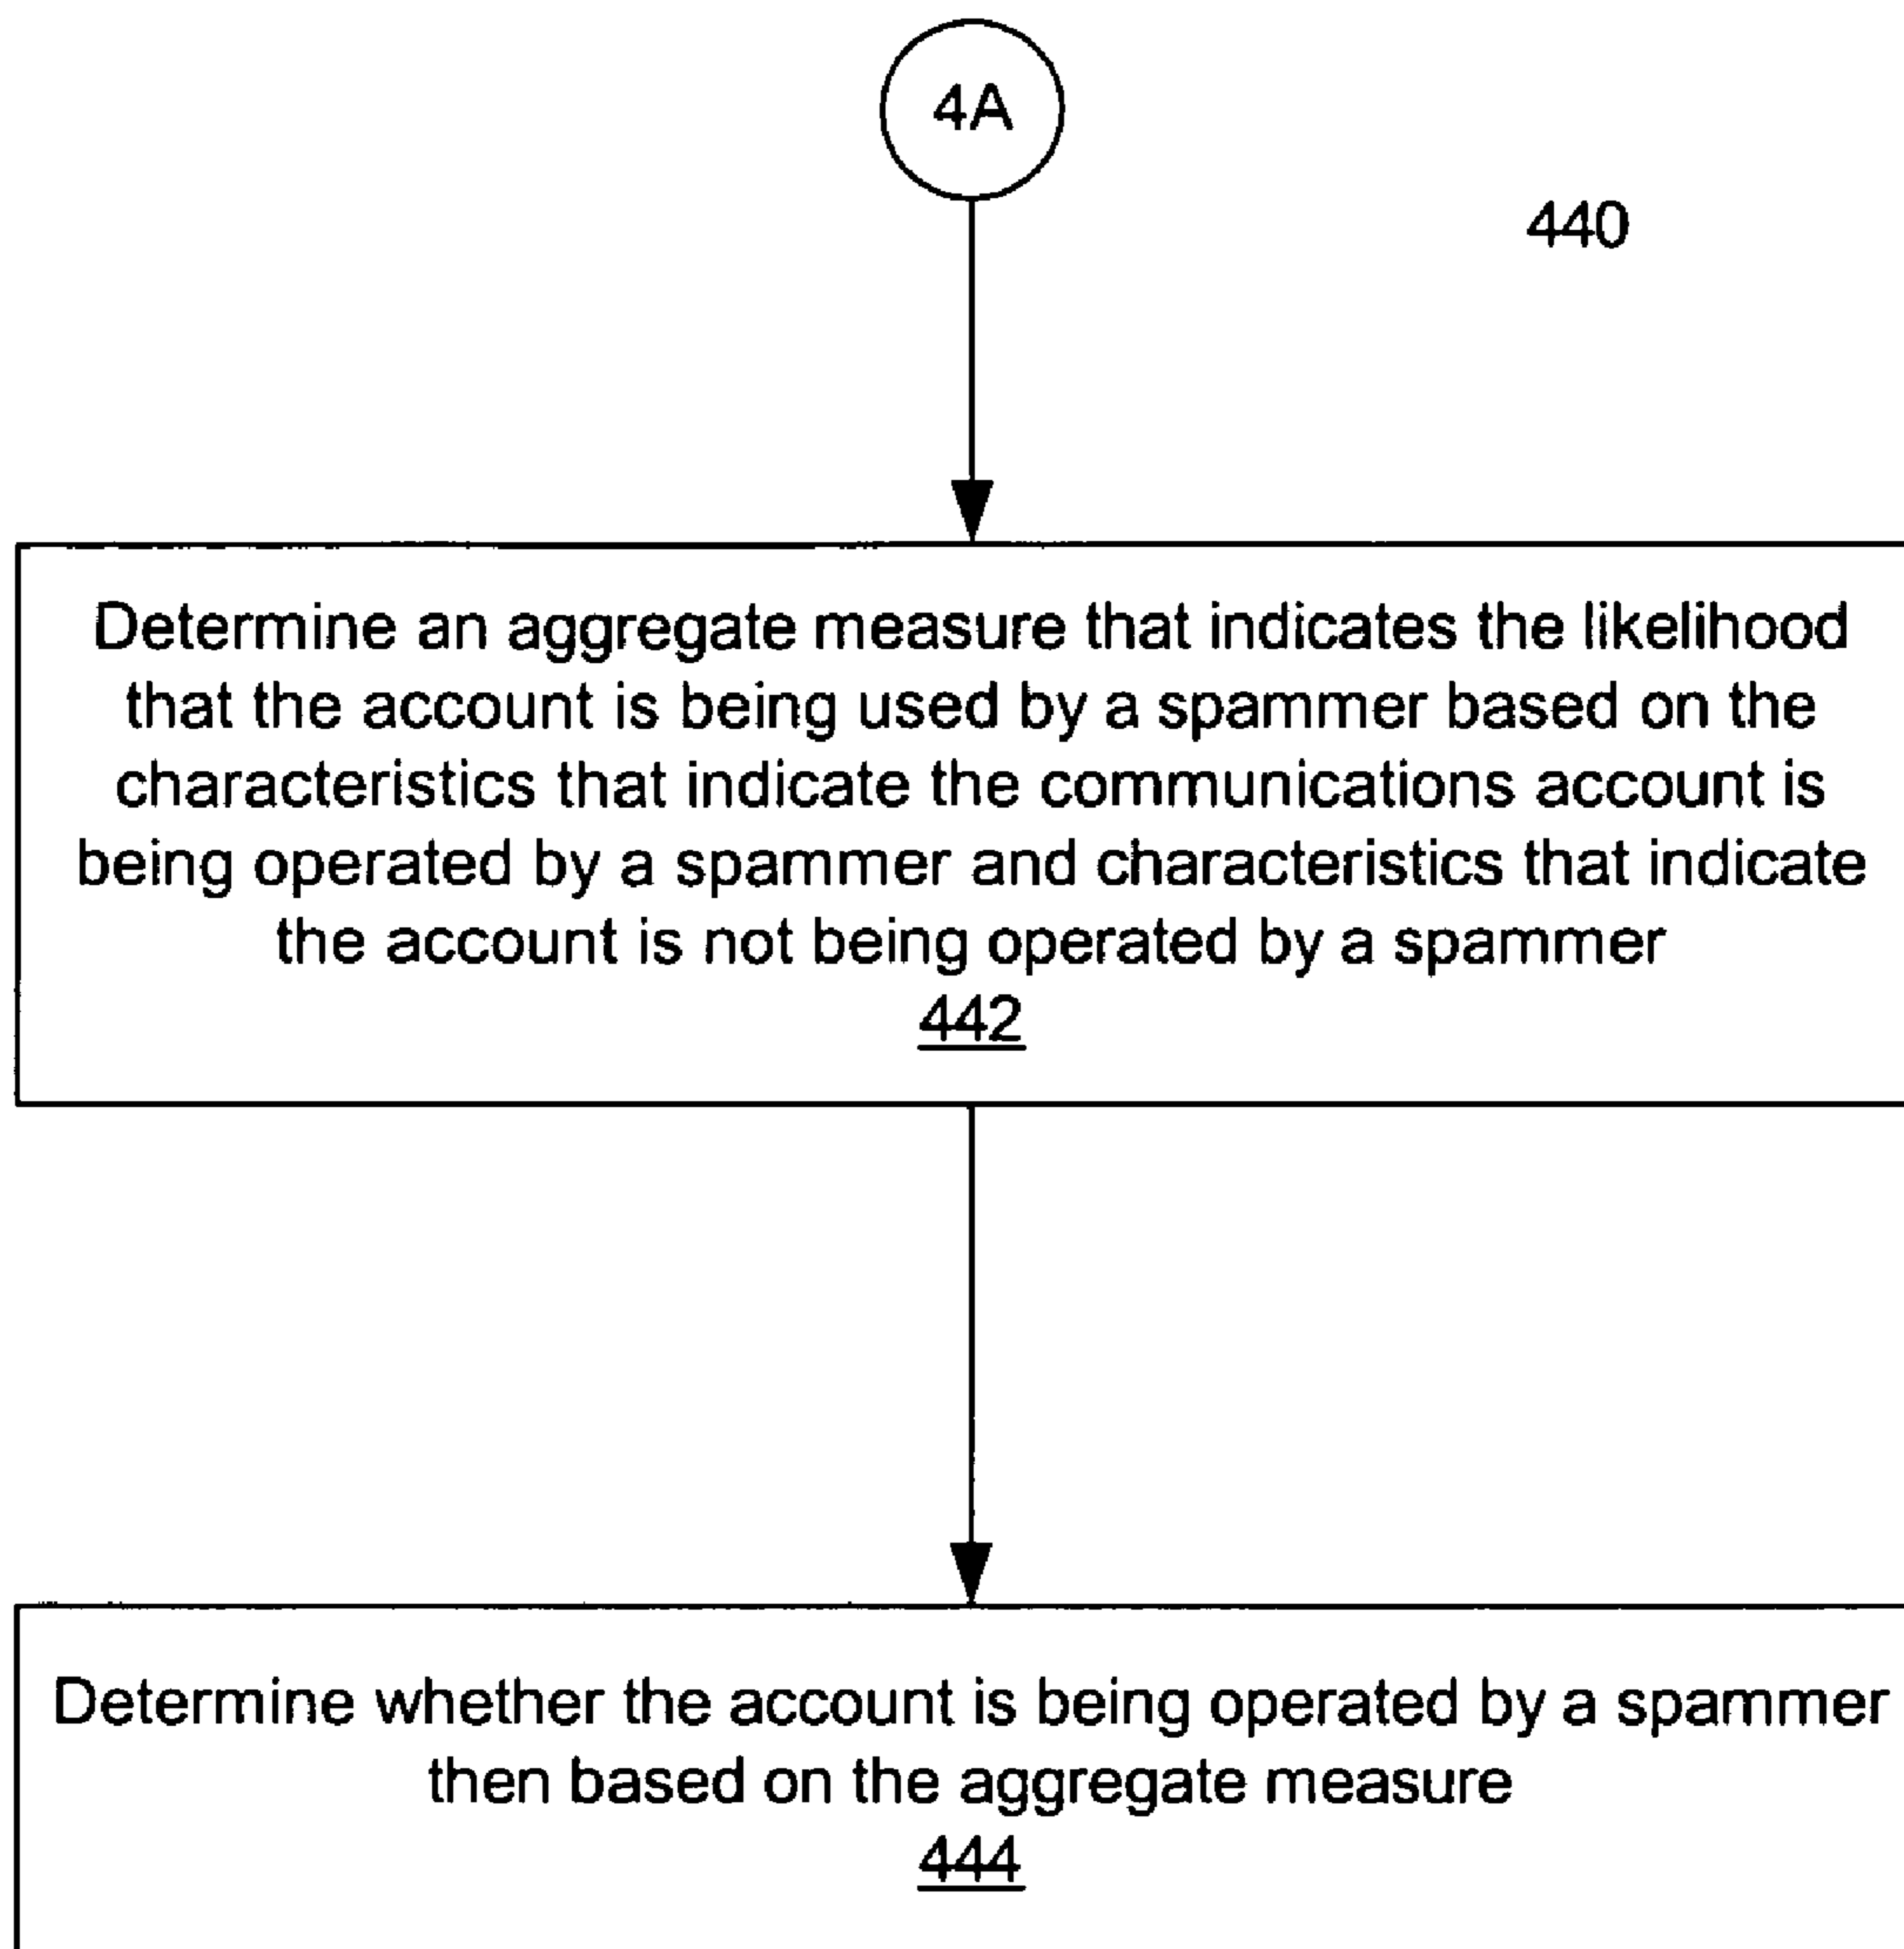 4A
440
Determine an aggregate measure that indicates the likelihood
that the account is being used by a spammer based on the
characteristics that indicate the communications account is
being operated by a spammer and characteristics that indicate
the account is not being operated by a spammer
442
Determine whether the account is being operated by a spammer
then based on the aggregate measure
444